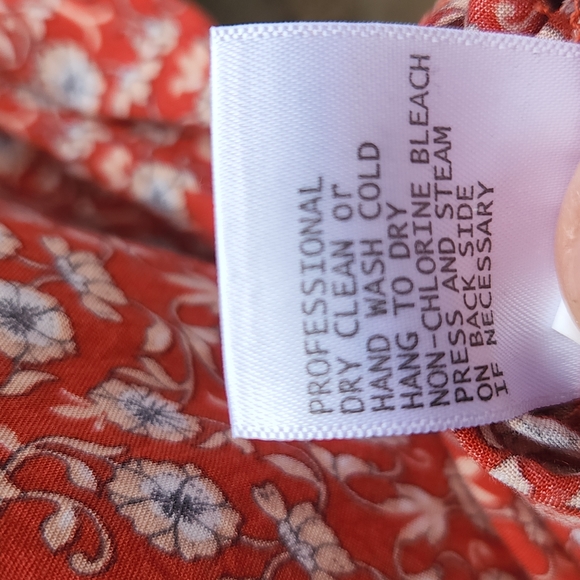 PROFESSIONAL
DRY CLEAN or
HAND WASH COLD
HANG TO DRY
NON-CHLORINE BLEACH
PRESS AND STEAM
ON BACK SIDE
IF NECESSARY